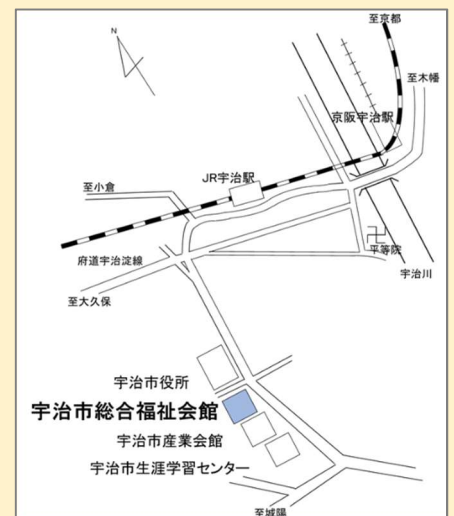 至京都
N
至木幡
京阪宇治駅
JR宇治駅
至小倉
平等院
府道宇治淀線
宇治川
至大久保
宇治市役所
宇治市総合福祉会館
宇治市産業会館
宇治市生涯学習センター
至城陽